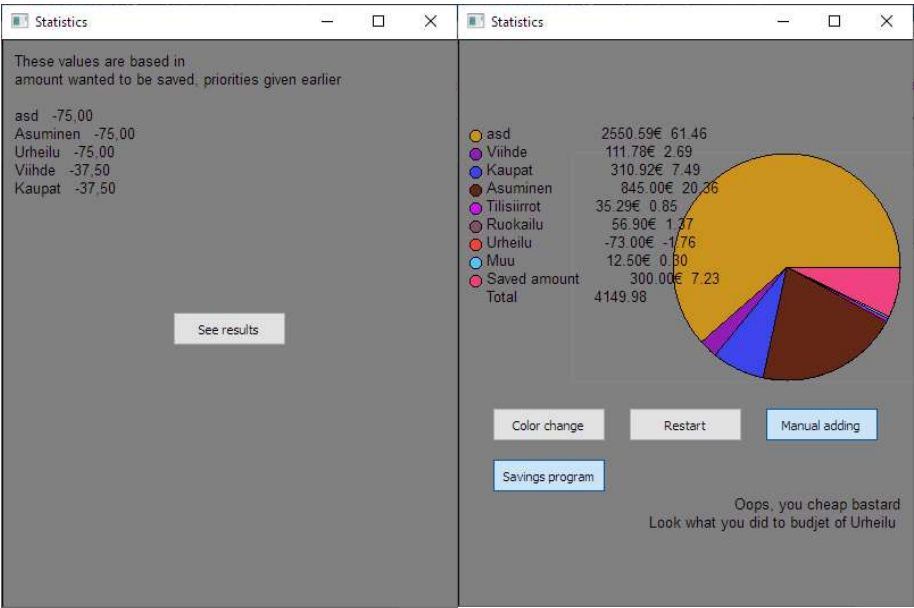 Statistics
These values are based in
amount wanted to be saved, priorities given earlier
asd -75,00
Asuminen -75,00
Urheilu -75,00
Viihde -37,50
Kaupat -37,50
See results
Statistics
asd 2550.59€ 61.46
Viihde 111.78€ 2.69
Kaupat 310.92€ 7.49
Asuminen 845.00€ 20.36
Tilisiirrot 35.29€ 0.85
Ruokailu 56.90€ 1.37
Urheilu -73.00€ -1.76
Muu 12.50€ 0.30
Saved amount 300.00€ 7.23
Total 4149.98
Color change Restart Manual adding
Savings program
Oops, you cheap bastard
Look what you did to budjet of Urheilu